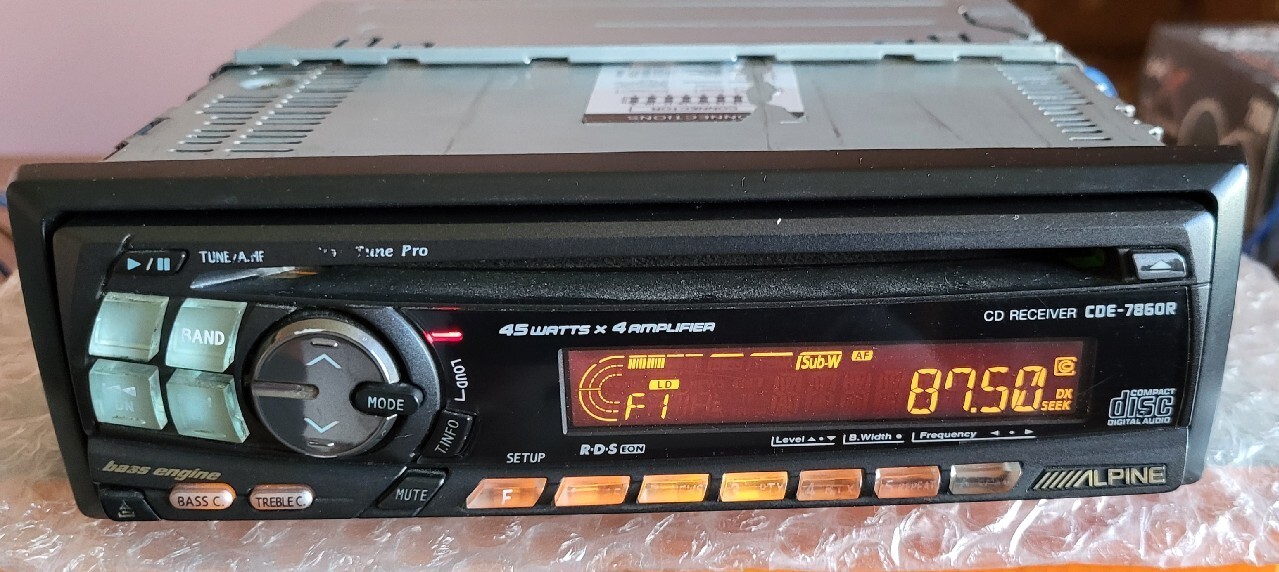 CONNECTOR
TUNE/A.ME
Tune Pro
BAND
MODE
LOUD
T.INFO
45 WATTS × 4 AMPLIFIER
CD RECEIVER CDE-7860R
Sub-W
AF
LD
F1
87.50
DX
SEEK
COMPACT
disc
DIGITAL AUDIO
Level
B.Width
Frequency
SETUP
R·D·S EON
bass engine
BASS C.
TREBLE C.
MUTE
F
ALPINE